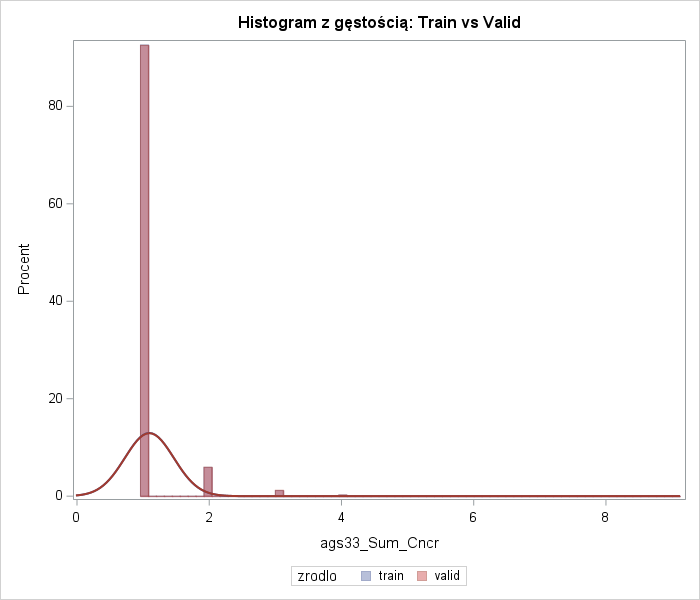 Histogram z gęstością: Train vs Valid
Procent
80
60
40
20
0
0 2 4 6 8
ags33_Sum_Cncr
zrodlo train valid